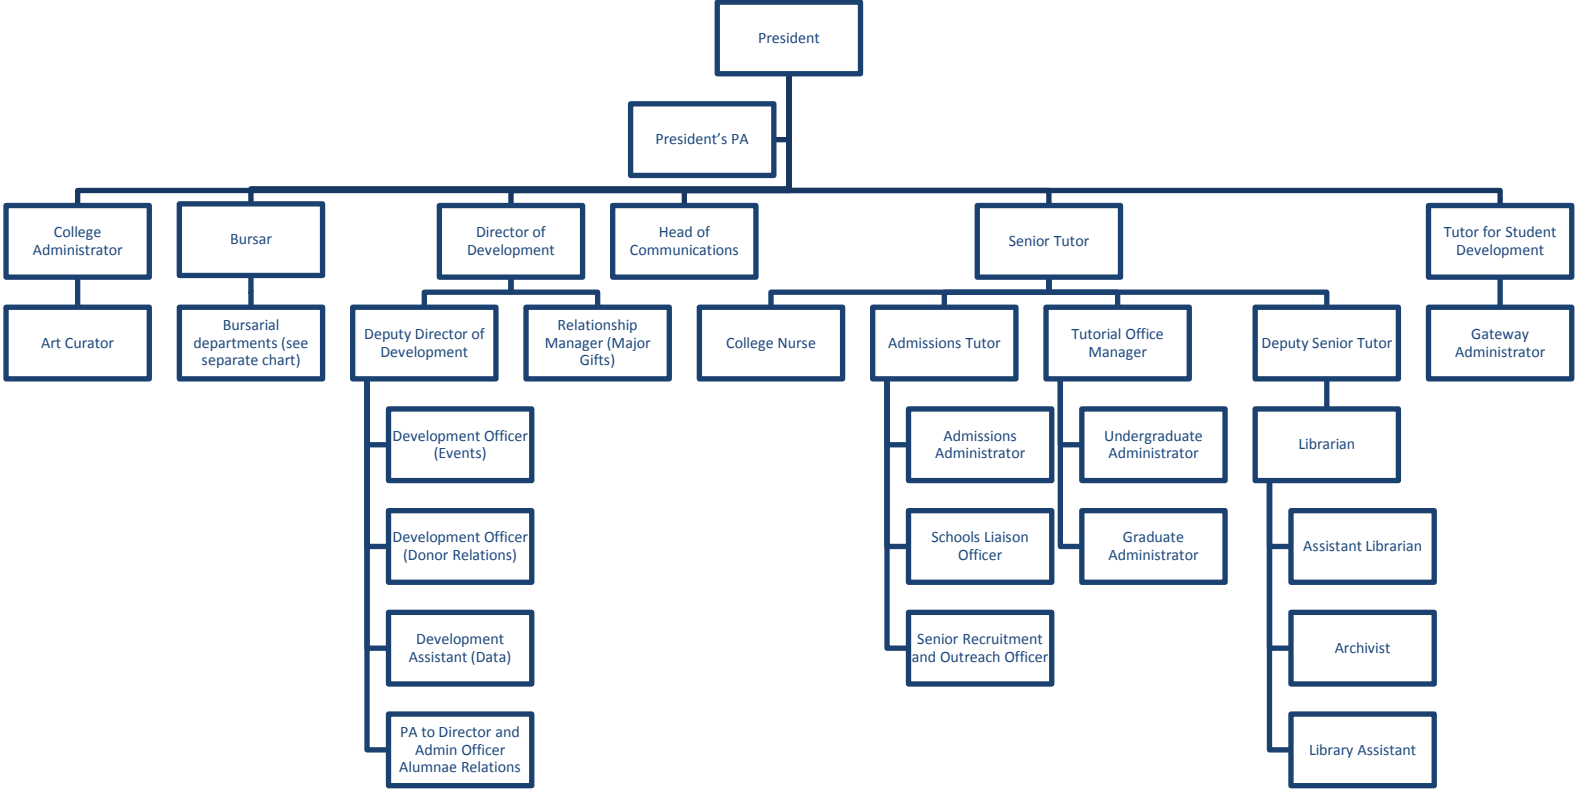 President
President’s PA
College
Administrator
Bursar
Director of
Development
Head of
Communications
Senior Tutor
Tutor for Student
Development
Art Curator
Bursarial
departments (see
separate chart)
Deputy Director of
Development
Relationship
Manager (Major
Gifts)
College Nurse
Admissions Tutor
Tutorial Office
Manager
Deputy Senior Tutor
Gateway
Administrator
Development Officer
(Events)
Admissions
Administrator
Undergraduate
Administrator
Librarian
Development Officer
(Donor Relations)
Schools Liaison
Officer
Graduate
Administrator
Assistant Librarian
Development
Assistant (Data)
Senior Recruitment
and Outreach Officer
Archivist
PA to Director and
Admin Officer
Alumnae Relations
Library Assistant